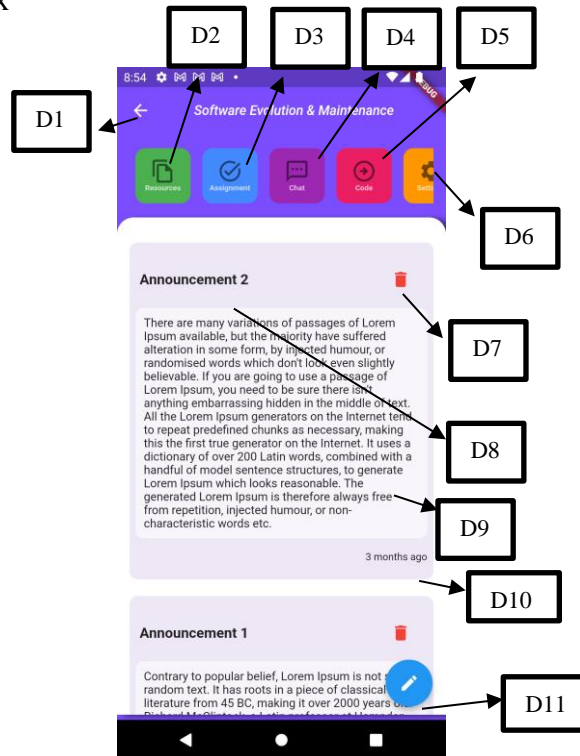 D2
D3
D4
D5
8:54
DEBUG
D1
Software Evolution & Maintenance
Resources
Assignment
Chat
Code
D6
Announcement 2
D7
There are many variations of passages of Lorem
Ipsum available, but the majority have suffered
alteration in some form, by injected humour, or
randomised words which don't look even slightly
believable. If you are going to use a passage of
Lorem Ipsum, you need to be sure there isn't
anything embarrassing hidden in the middle of text.
All the Lorem Ipsum generators on the Internet tend
to repeat predefined chunks as necessary, making
this the first true generator on the Internet. It uses a
dictionary of over 200 Latin words, combined with a
handful of model sentence structures, to generate
Lorem Ipsum which looks reasonable. The
generated Lorem Ipsum is therefore always free
from repetition, injected humour, or non-
characteristic words etc.
D8
D9
3 months ago
D10
Announcement 1
Contrary to popular belief, Lorem Ipsum is not
random text. It has roots in a piece of classical
literature from 45 BC, making it over 2000 years
D11